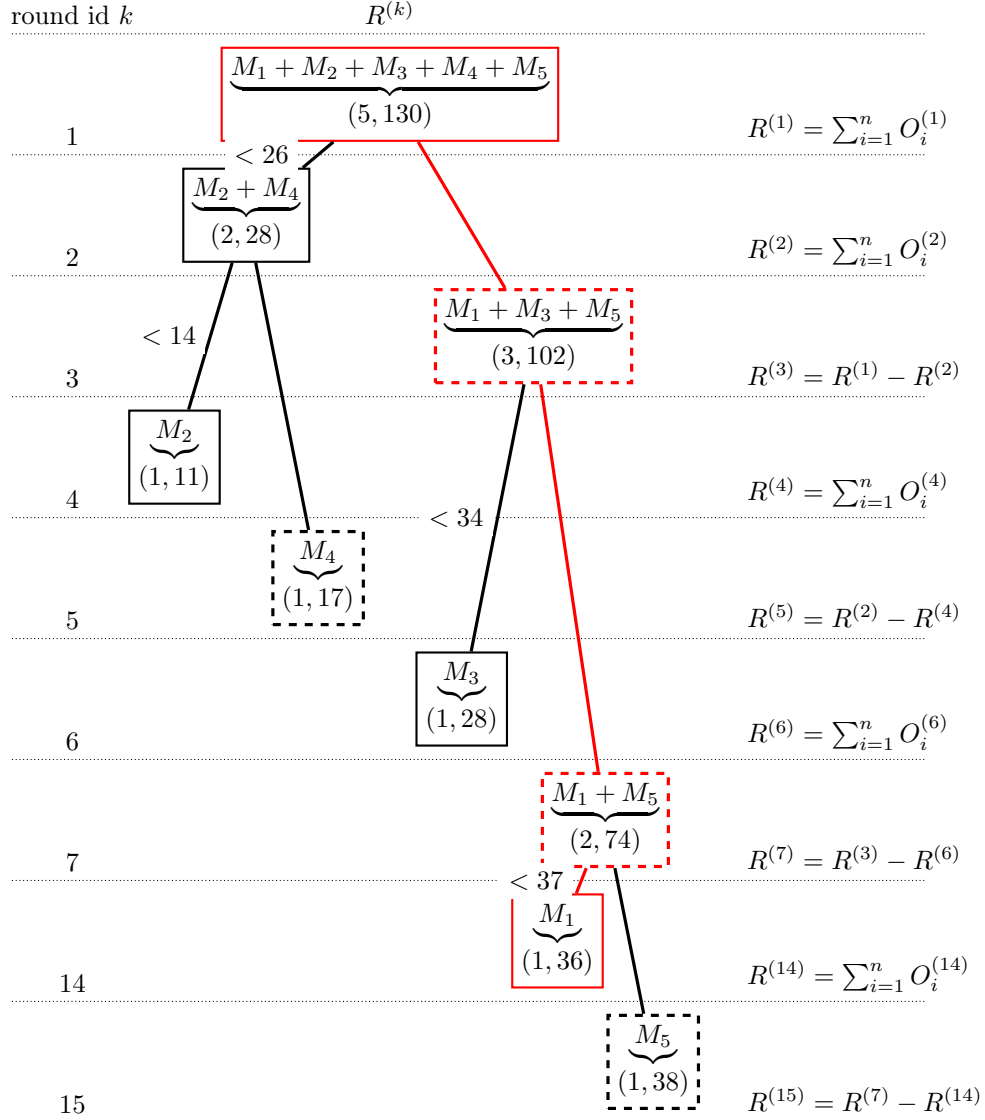 round id k R^{(k)}
M_1 + M_2 + M_3 + M_4 + M_5
(5, 130)
1 R^{(1)} = \sum_{i=1}^{n} O_i^{(1)}
< 26
M_2 + M_4
(2, 28)
2 R^{(2)} = \sum_{i=1}^{n} O_i^{(2)}
M_1 + M_3 + M_5
< 14
(3, 102)
3 R^{(3)} = R^{(1)} − R^{(2)}
M_2
(1, 11)
4 R^{(4)} = \sum_{i=1}^{n} O_i^{(4)}
< 34
M_4
(1, 17)
5 R^{(5)} = R^{(2)} − R^{(4)}
M_3
(1, 28)
6 R^{(6)} = \sum_{i=1}^{n} O_i^{(6)}
M_1 + M_5
(2, 74)
7 R^{(7)} = R^{(3)} − R^{(6)}
< 37
M_1
(1, 36)
14 R^{(14)} = \sum_{i=1}^{n} O_i^{(14)}
M_5
(1, 38)
15 R^{(15)} = R^{(7)} − R^{(14)}